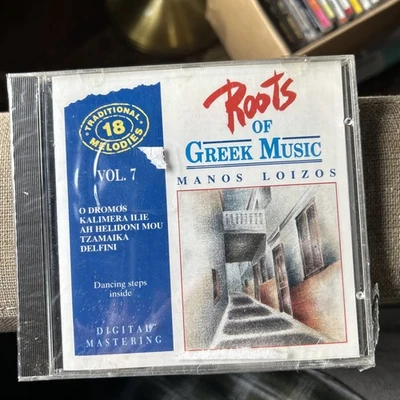 TRADITIONAL
18
MELODIES
VOL. 7
O DROMOS
KALIMERA ILIE
AH HELIDONI MOU
TZAMAIKA
DELFINI
Dancing steps
inside
DIGITAL
MASTERING
Roots
OF
GREEK MUSIC
MANOS LOIZOS